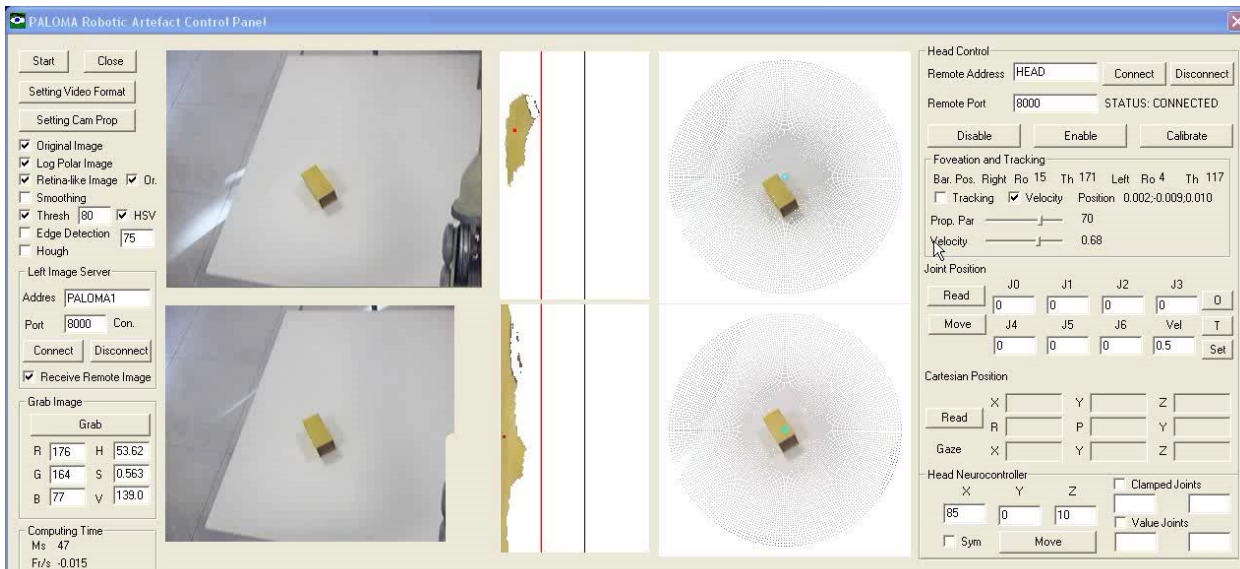 PALOMA Robotic Artefact Control Panel
Start Close
Setting Video Format
Setting Cam Prop
Original Image
Log Polar Image
Retina-like Image Or.
Smoothing
Thresh 80 HSV
Edge Detection 75
Hough
Left Image Server
Addres PALOMA1
Port 8000 Con.
Connect Disconnect
Receive Remote Image
Grab Image
Grab
R 176 H 53.62
G 164 S 0.563
B 77 V 139.0
Computing Time
Ms 47
Fr/s -0.015
Head Control
Remote Address HEAD Connect Disconnect
Remote Port 8000 STATUS: CONNECTED
Disable Enable Calibrate
Foveation and Tracking
Bar. Pos. Right Ro 15 Th 171 Left Ro 4 Th 117
Tracking Velocity Position 0.002;-0.009;0.010
Prop. Par 70
Velocity 0.68
Joint Position
Read J0 J1 J2 J3
0 0 0 0 O
Move J4 J5 J6 Vel T
0 0 0 0.5 Set
Cartesian Position
X Y Z
Read R P Y
Gaze X Y Z
Head Neurocontroller
X Y Z Clamped Joints
85 0 10
Value Joints
Sym Move